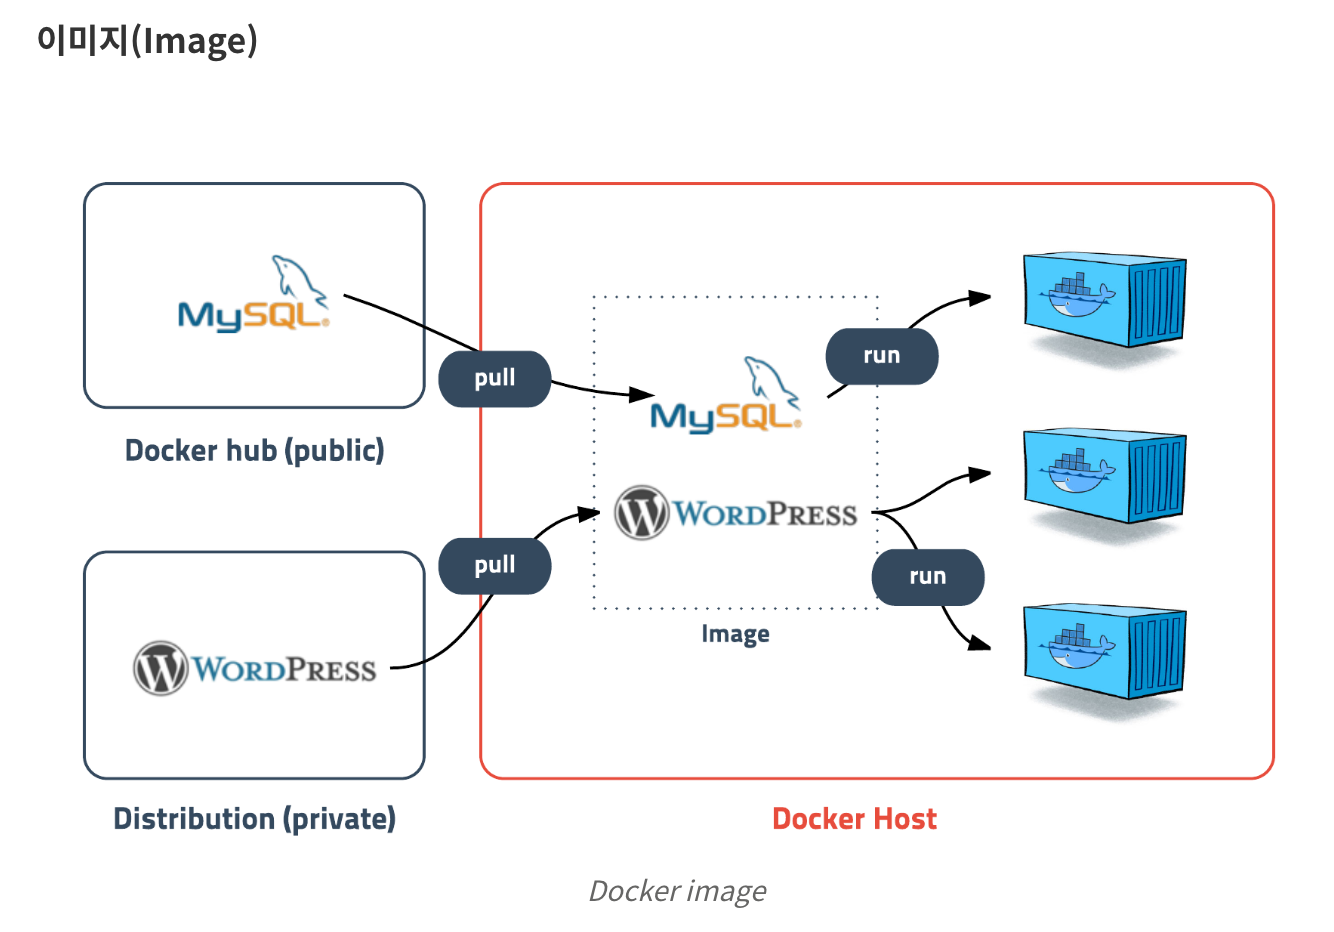 이미지(Image)
MySQL®
pull
Docker hub (public)
WORDPRESS
pull
Distribution (private)
MySQL®
WORDPRESS
Image
run
run
Docker Host
Docker image